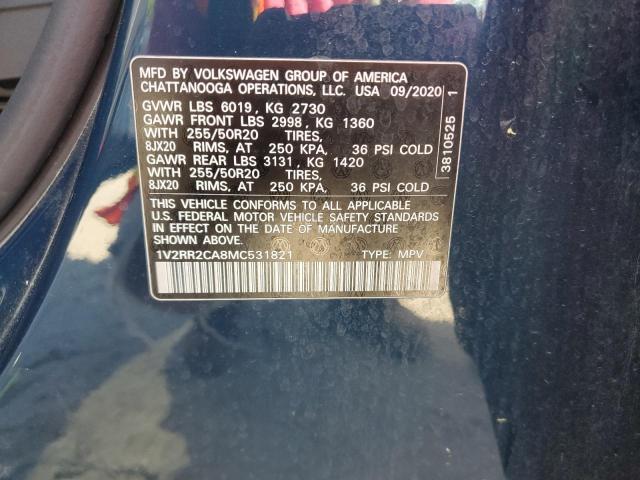 MFD BY VOLKSWAGEN GROUP OF AMERICA
CHATTANOOGA OPERATIONS, LLC. USA 09/2020
GVWR LBS 6019, KG 2730
GAWR FRONT LBS 2998, KG 1360
WITH 255/50R20 TIRES,
8JX20 RIMS, AT 250 KPA, 36 PSI COLD
GAWR REAR LBS 3131, KG 1420
WITH 255/50R20 TIRES,
8JX20 RIMS, AT 250 KPA, 36 PSI COLD
THIS VEHICLE CONFORMS TO ALL APPLICABLE
U.S. FEDERAL MOTOR VEHICLE SAFETY STANDARDS
IN EFFECT ON THE DATE OF MANUFACTURE
SHOWN ABOVE.
1V2RR2CA8MC531821 TYPE: MPV
3810525 1